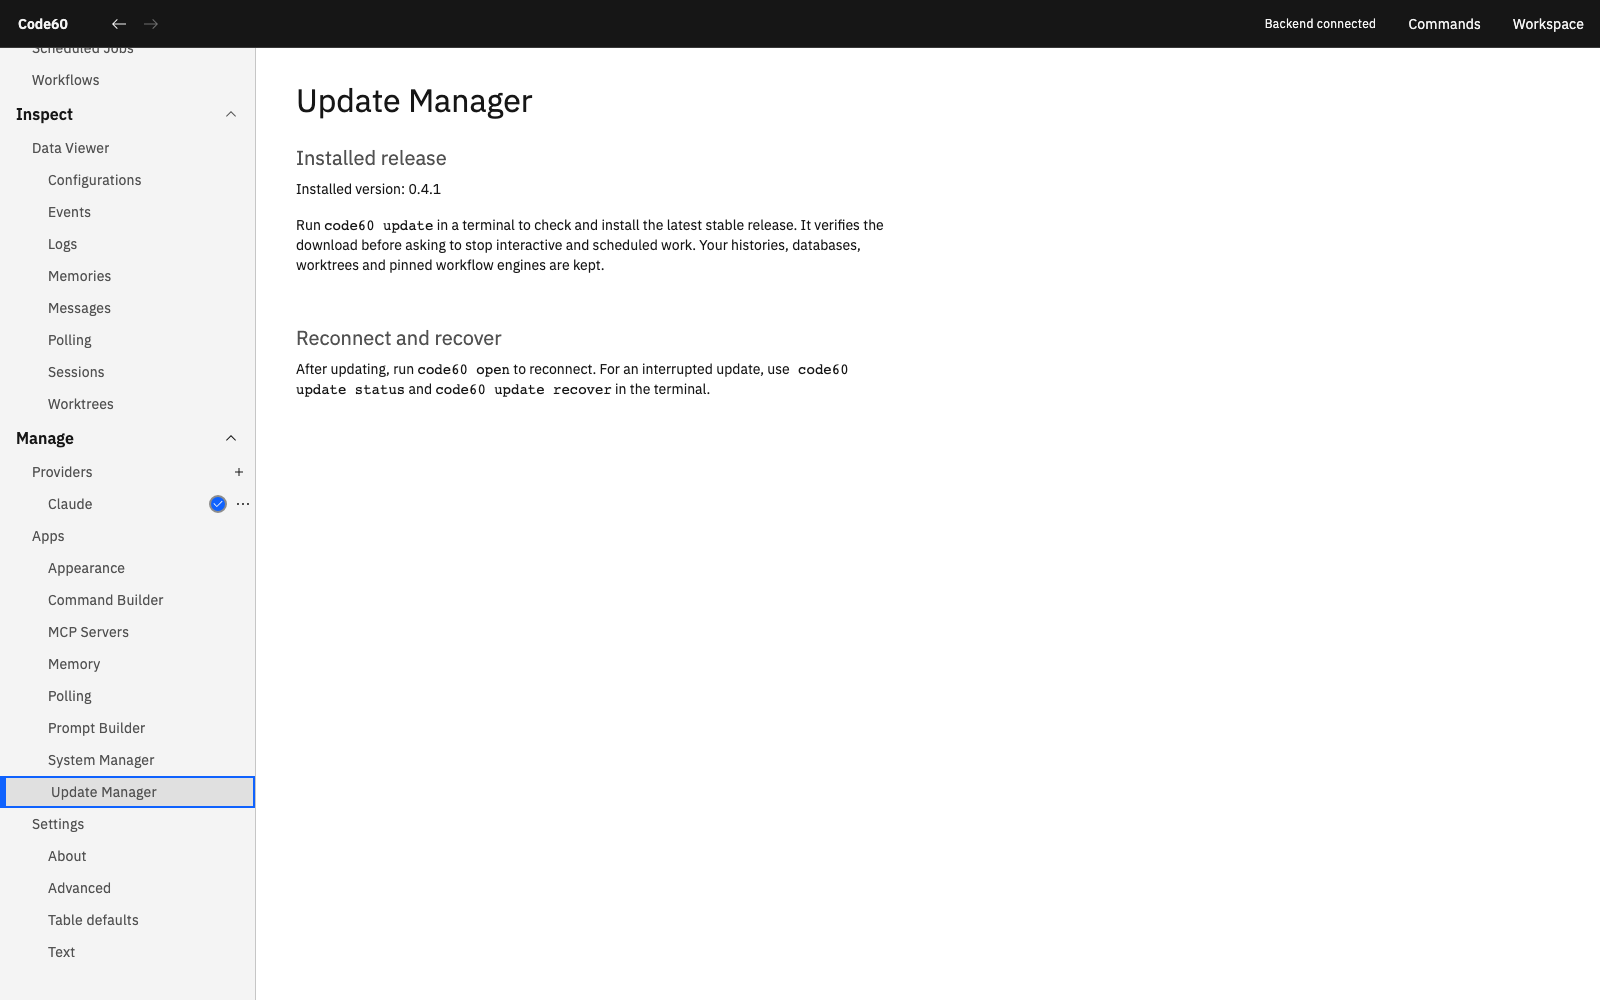 Code60
Backend connected
Commands
Workspace
Scheduled Jobs
Workflows
Inspect
Data Viewer
Configurations
Events
Logs
Memories
Messages
Polling
Sessions
Worktrees
Manage
Providers
Claude
Apps
Appearance
Command Builder
MCP Servers
Memory
Polling
Prompt Builder
System Manager
Update Manager
Settings
About
Advanced
Table defaults
Text
Update Manager
Installed release
Installed version: 0.4.1
Run code60 update in a terminal to check and install the latest stable release. It verifies the
download before asking to stop interactive and scheduled work. Your histories, databases,
worktrees and pinned workflow engines are kept.
Reconnect and recover
After updating, run code60 open to reconnect. For an interrupted update, use code60
update status and code60 update recover in the terminal.